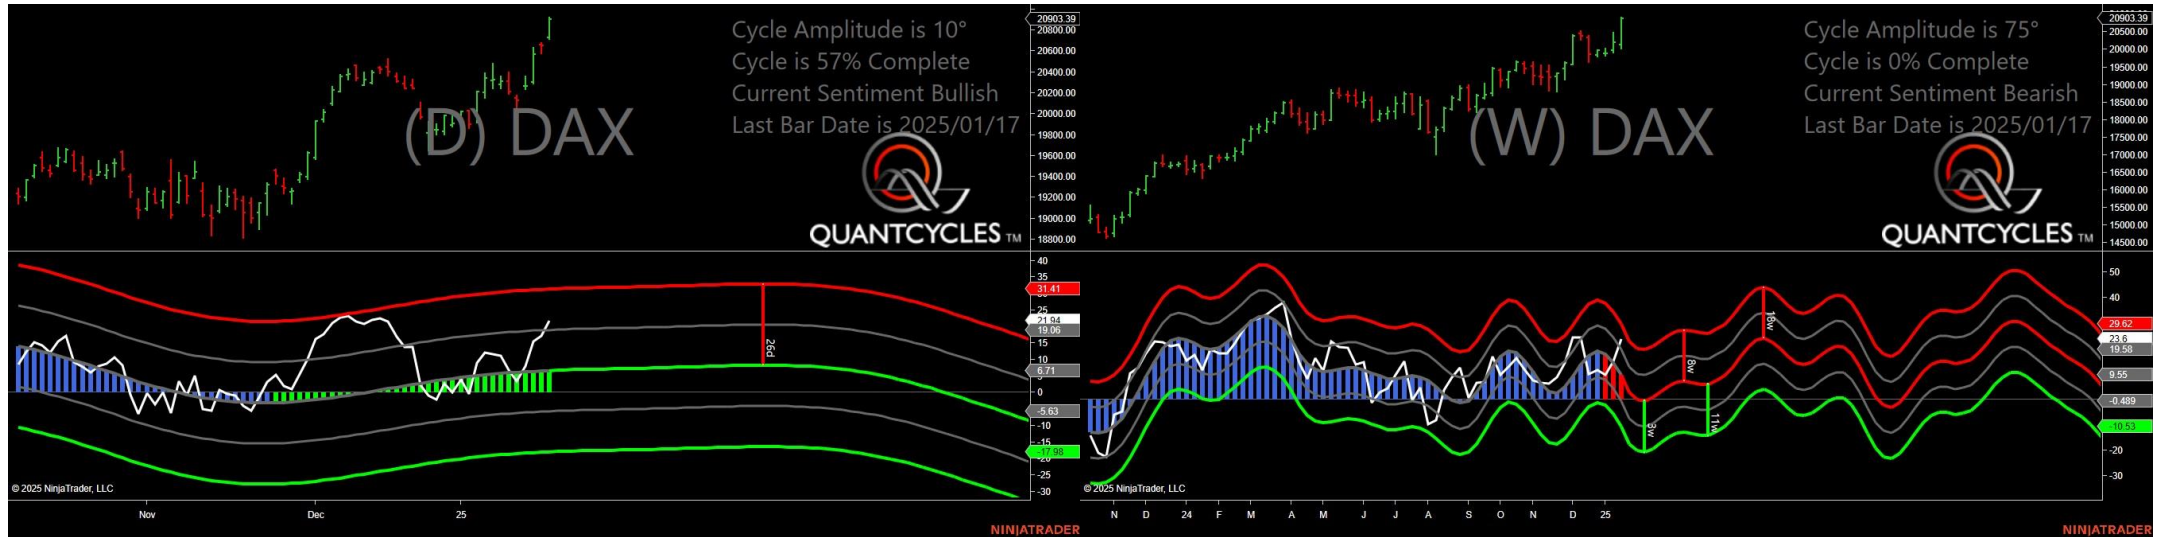 Cycle Amplitude is 10°
Cycle is 57% Complete
Current Sentiment Bullish
Last Bar Date is 2025/01/17
(D) DAX
QUANTCYCLES TM
20903.39
20800.00
20600.00
20400.00
20200.00
20000.00
19800.00
19600.00
19400.00
19200.00
19000.00
18800.00
40
35
31.41
25
21.94
19.06
15
10
6.71
0
-5.63
-10
-15
-17.98
-25
-30
26d
© 2025 NinjaTrader, LLC
Nov Dec 25
NINJATRADER
Cycle Amplitude is 75°
Cycle is 0% Complete
Current Sentiment Bearish
Last Bar Date is 2025/01/17
(W) DAX
QUANTCYCLES TM
20903.39
20500.00
20000.00
19500.00
19000.00
18500.00
18000.00
17500.00
17000.00
16500.00
16000.00
15500.00
15000.00
14500.00
50
40
29.62
23.6
19.58
9.55
-0.489
-10.53
-20
-30
18w
8w
11w
© 2025 NinjaTrader, LLC
N D 24 F M A M J J A S O N D 25
NINJATRADER